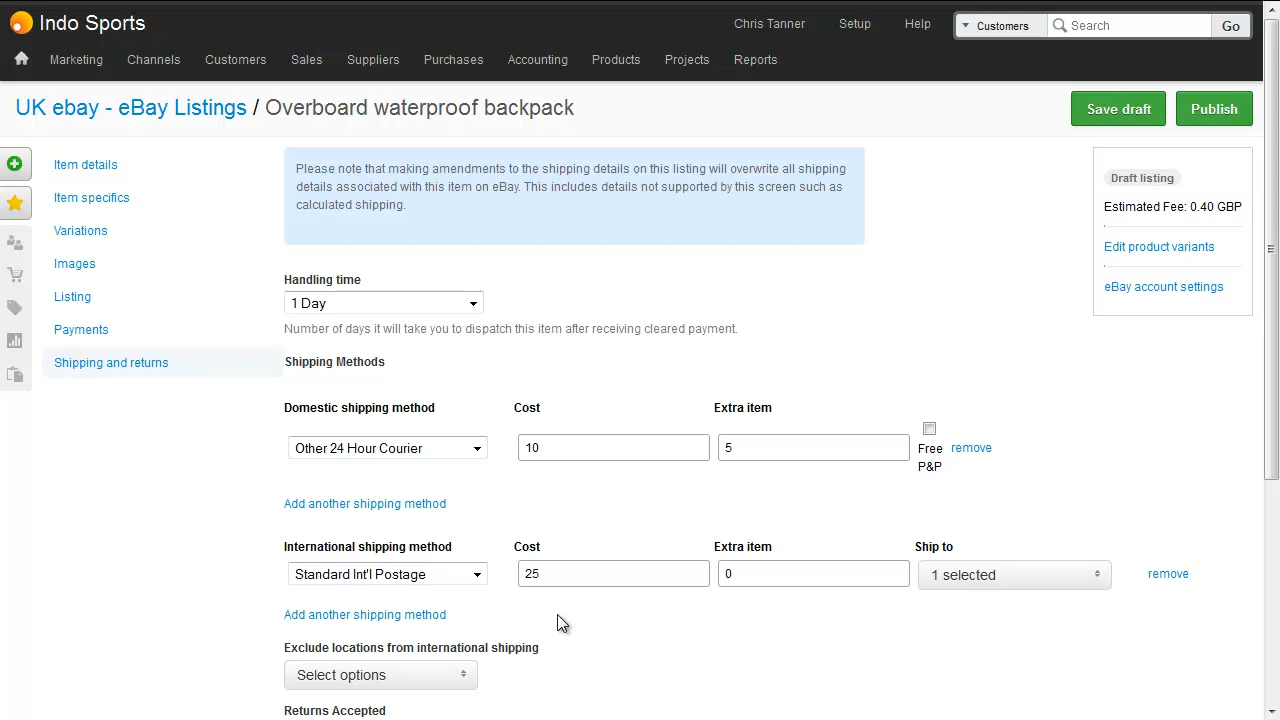 Indo Sports
Chris Tanner Setup Help Customers Search Go
Marketing Channels Customers Sales Suppliers Purchases Accounting Products Projects Reports
UK ebay - eBay Listings / Overboard waterproof backpack
Save draft Publish
Item details
Item specifics
Variations
Images
Listing
Payments
Shipping and returns
Please note that making amendments to the shipping details on this listing will overwrite all shipping
details associated with this item on eBay. This includes details not supported by this screen such as
calculated shipping.
Draft listing
Estimated Fee: 0.40 GBP
Edit product variants
eBay account settings
Handling time
1 Day
Number of days it will take you to dispatch this item after receiving cleared payment.
Shipping Methods
Domestic shipping method Cost Extra item
Other 24 Hour Courier 10 5 Free remove
P&P
Add another shipping method
International shipping method Cost Extra item Ship to
Standard Int'l Postage 25 0 1 selected remove
Add another shipping method
Exclude locations from international shipping
Select options
Returns Accepted